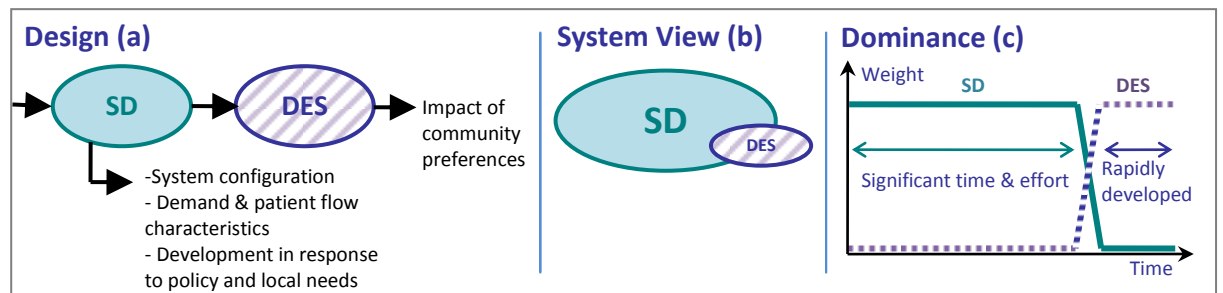 Design (a)
SD
DES
Impact of
community
preferences
-System configuration
- Demand & patient flow
characteristics
- Development in response
to policy and local needs
System View (b)
SD
DES
Dominance (c)
Weight
SD
DES
Significant time & effort
Rapidly
developed
Time